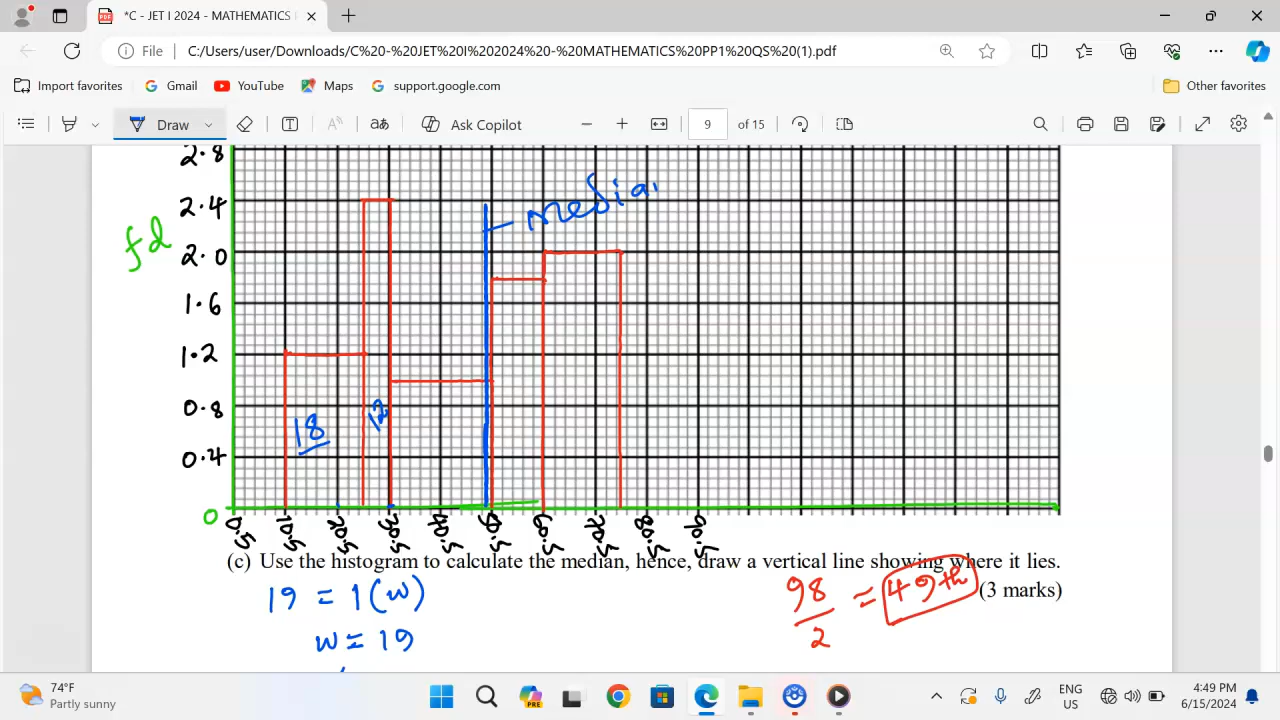 *C - JET I 2024 - MATHEMATICS
File C:/Users/user/Downloads/C%20-%20JET%20I%202024%20-%20MATHEMATICS%20PP1%20QS%20(1).pdf
Import favorites Gmail YouTube Maps support.google.com Other favorites
Draw Ask Copilot 9 of 15
2.8
2.4
media
fd
2.0
1.6
1.2
0.8
18 12
0.4
0
0.5 10.5 20.5 30.5 40.5 50.5 60.5 70.5 80.5 90.5
(c) Use the histogram to calculate the median, hence, draw a vertical line showing where it lies.
(3 marks)
98/2 = 49th
19 = 1(w)
w = 19
74°F
Partly sunny
PRE
ENG
US
4:49 PM
6/15/2024